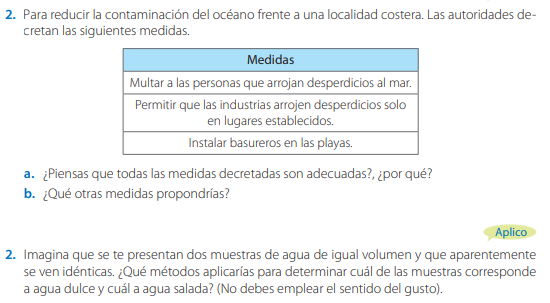 2. Para reducir la contaminación del océano frente a una localidad costera. Las autoridades de-
cretan las siguientes medidas.
Medidas
Multar a las personas que arrojan desperdicios al mar.
Permitir que las industrias arrojen desperdicios solo
en lugares establecidos.
Instalar basureros en las playas.
a. ¿Piensas que todas las medidas decretadas son adecuadas?, ¿por qué?
b. ¿Qué otras medidas propondrías?
Aplico
2. Imagina que se te presentan dos muestras de agua de igual volumen y que aparentemente
se ven idénticas. ¿Qué métodos aplicarías para determinar cuál de las muestras corresponde
a agua dulce y cuál a agua salada? (No debes emplear el sentido del gusto).